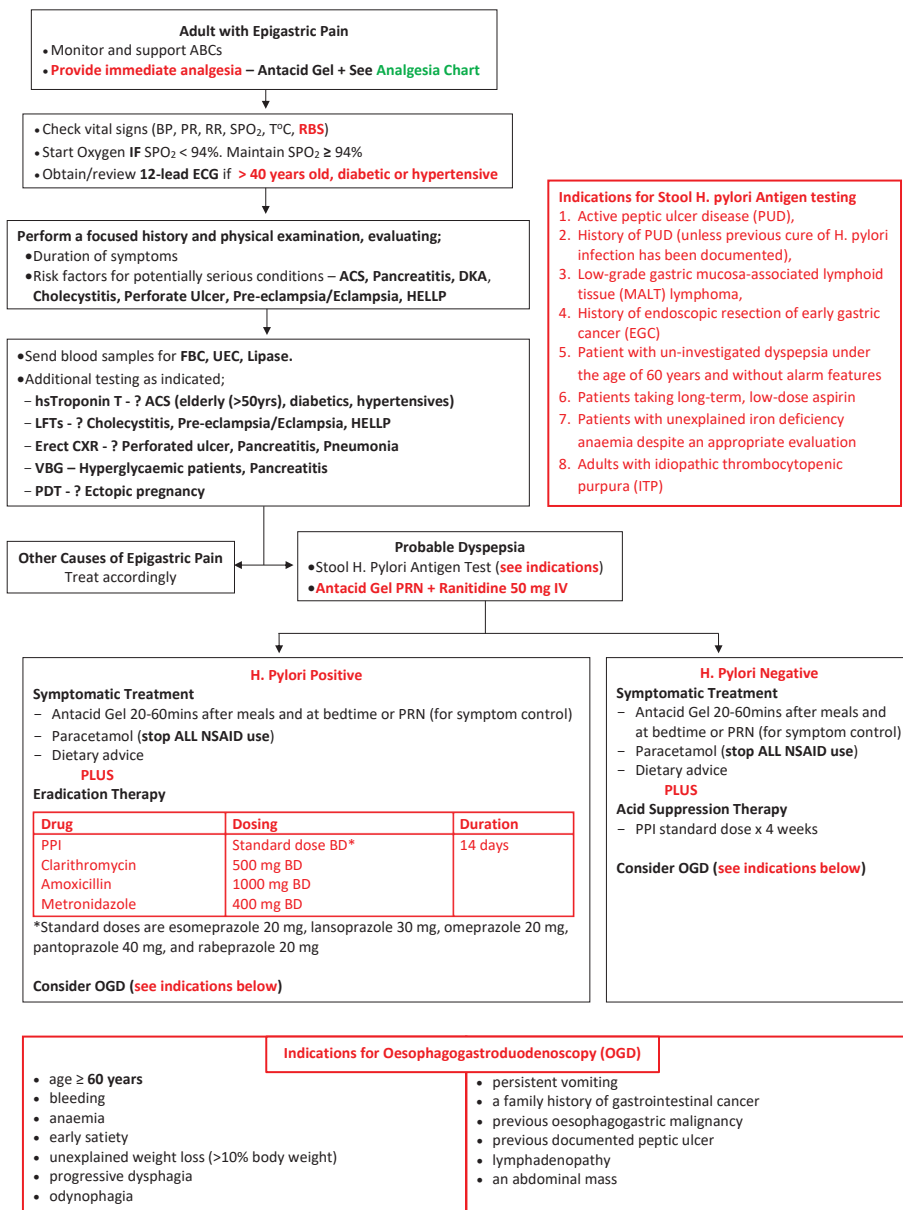 Adult with Epigastric Pain
• Monitor and support ABCs
• Provide immediate analgesia – Antacid Gel + See Analgesia Chart
• Check vital signs (BP, PR, RR, SPO₂, T⁰C, RBS)
• Start Oxygen IF SPO₂ < 94%. Maintain SPO₂ ≥ 94%
• Obtain/review 12-lead ECG if > 40 years old, diabetic or hypertensive
Perform a focused history and physical examination, evaluating;
• Duration of symptoms
• Risk factors for potentially serious conditions – ACS, Pancreatitis, DKA,
Cholecystitis, Perforate Ulcer, Pre-eclampsia/Eclampsia, HELLP
• Send blood samples for FBC, UEC, Lipase.
• Additional testing as indicated;
– hsTroponin T - ? ACS (elderly (>50yrs), diabetics, hypertensives)
– LFTs - ? Cholecystitis, Pre-eclampsia/Eclampsia, HELLP
– Erect CXR - ? Perforated ulcer, Pancreatitis, Pneumonia
– VBG – Hyperglycaemic patients, Pancreatitis
– PDT - ? Ectopic pregnancy
Indications for Stool H. pylori Antigen testing
1. Active peptic ulcer disease (PUD),
2. History of PUD (unless previous cure of H. pylori
infection has been documented),
3. Low-grade gastric mucosa-associated lymphoid
tissue (MALT) lymphoma,
4. History of endoscopic resection of early gastric
cancer (EGC)
5. Patient with un-investigated dyspepsia under
the age of 60 years and without alarm features
6. Patients taking long-term, low-dose aspirin
7. Patients with unexplained iron deficiency
anaemia despite an appropriate evaluation
8. Adults with idiopathic thrombocytopenic
purpura (ITP)
Other Causes of Epigastric Pain
Treat accordingly
Probable Dyspepsia
• Stool H. Pylori Antigen Test (see indications)
• Antacid Gel PRN + Ranitidine 50 mg IV
H. Pylori Positive
Symptomatic Treatment
– Antacid Gel 20-60mins after meals and at bedtime or PRN (for symptom control)
– Paracetamol (stop ALL NSAID use)
– Dietary advice
PLUS
Eradication Therapy
Drug Dosing Duration
PPI Standard dose BD* 14 days
Clarithromycin 500 mg BD
Amoxicillin 1000 mg BD
Metronidazole 400 mg BD
*Standard doses are esomeprazole 20 mg, lansoprazole 30 mg, omeprazole 20 mg,
pantoprazole 40 mg, and rabeprazole 20 mg
Consider OGD (see indications below)
H. Pylori Negative
Symptomatic Treatment
– Antacid Gel 20-60mins after meals and
at bedtime or PRN (for symptom control)
– Paracetamol (stop ALL NSAID use)
– Dietary advice
PLUS
Acid Suppression Therapy
– PPI standard dose x 4 weeks
Consider OGD (see indications below)
Indications for Oesophagogastroduodenoscopy (OGD)
• age ≥ 60 years
• bleeding
• anaemia
• early satiety
• unexplained weight loss (>10% body weight)
• progressive dysphagia
• odynophagia
• persistent vomiting
• a family history of gastrointestinal cancer
• previous oesophagogastric malignancy
• previous documented peptic ulcer
• lymphadenopathy
• an abdominal mass